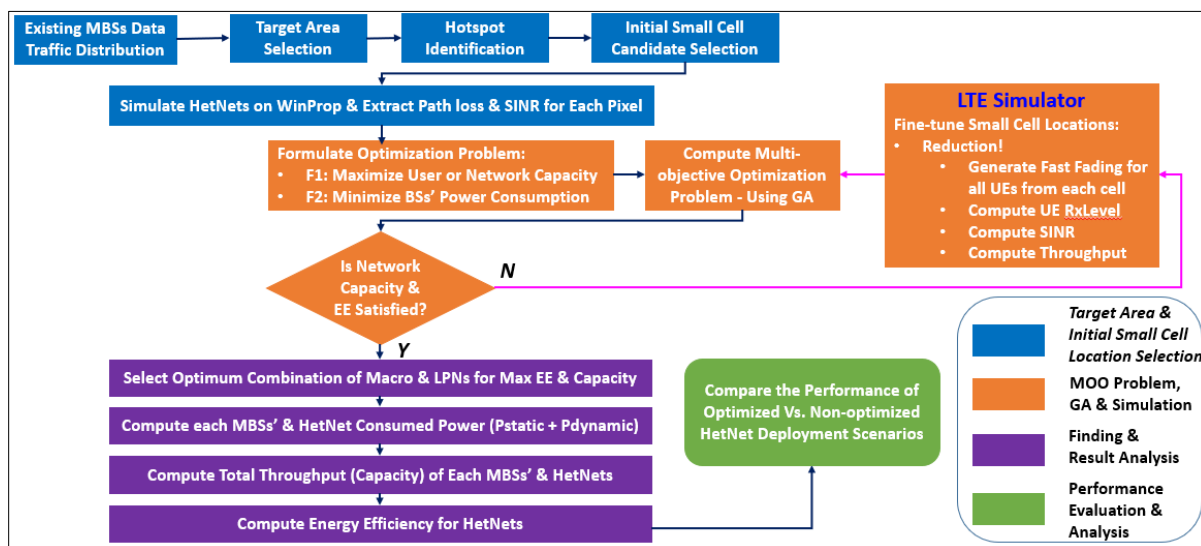 Existing MBSs Data
Traffic Distribution
Target Area
Selection
Hotspot
Identification
Initial Small Cell
Candidate Selection
Simulate HetNets on WinProp & Extract Path loss & SINR for Each Pixel
Formulate Optimization Problem:
• F1: Maximize User or Network Capacity
• F2: Minimize BSs’ Power Consumption
Compute Multi-
objective Optimization
Problem - Using GA
LTE Simulator
Fine-tune Small Cell Locations:
• Reduction!
• Generate Fast Fading for
all UEs from each cell
• Compute UE RxLevel
• Compute SINR
• Compute Throughput
Is Network
Capacity &
EE Satisfied?
N
Y
Select Optimum Combination of Macro & LPNs for Max EE & Capacity
Compute each MBSs’ & HetNet Consumed Power (Pstatic + Pdynamic)
Compute Total Throughput (Capacity) of Each MBSs’ & HetNets
Compute Energy Efficiency for HetNets
Compare the Performance of
Optimized Vs. Non-optimized
HetNet Deployment Scenarios
Target Area &
Initial Small Cell
Location Selection
MOO Problem,
GA & Simulation
Finding &
Result Analysis
Performance
Evaluation &
Analysis